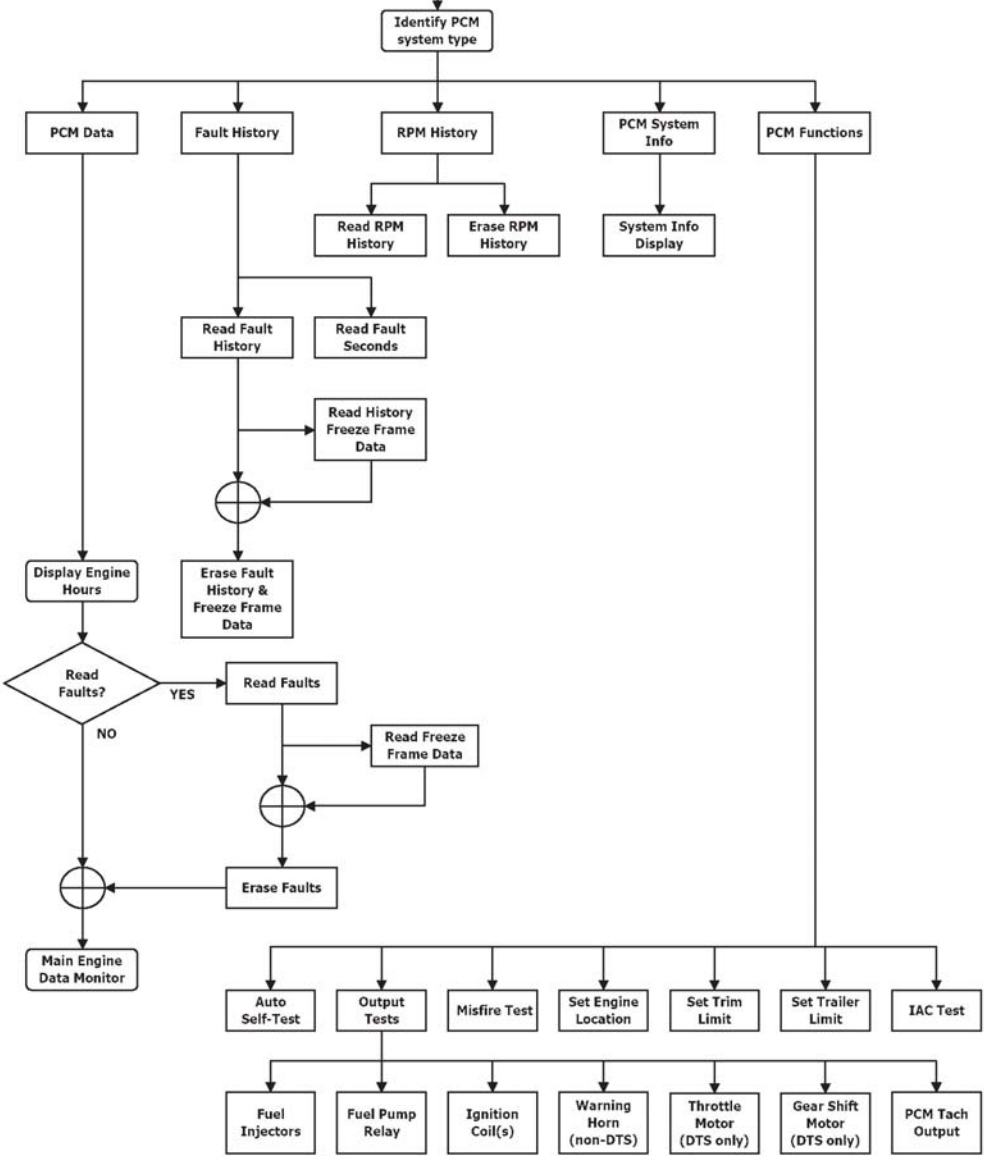 Identify PCM
system type
PCM Data
Fault History
RPM History
PCM System
Info
PCM Functions
Read RPM
History
Erase RPM
History
System Info
Display
Read Fault
History
Read Fault
Seconds
Read History
Freeze Frame
Data
Display Engine
Hours
Erase Fault
History &
Freeze Frame
Data
Read
Faults?
YES
NO
Read Faults
Read Freeze
Frame Data
Erase Faults
Main Engine
Data Monitor
Auto
Self-Test
Output
Tests
Misfire Test
Set Engine
Location
Set Trim
Limit
Set Trailer
Limit
IAC Test
Fuel
Injectors
Fuel Pump
Relay
Ignition
Coil(s)
Warning
Horn
(non-DTS)
Throttle
Motor
(DTS only)
Gear Shift
Motor
(DTS only)
PCM Tach
Output